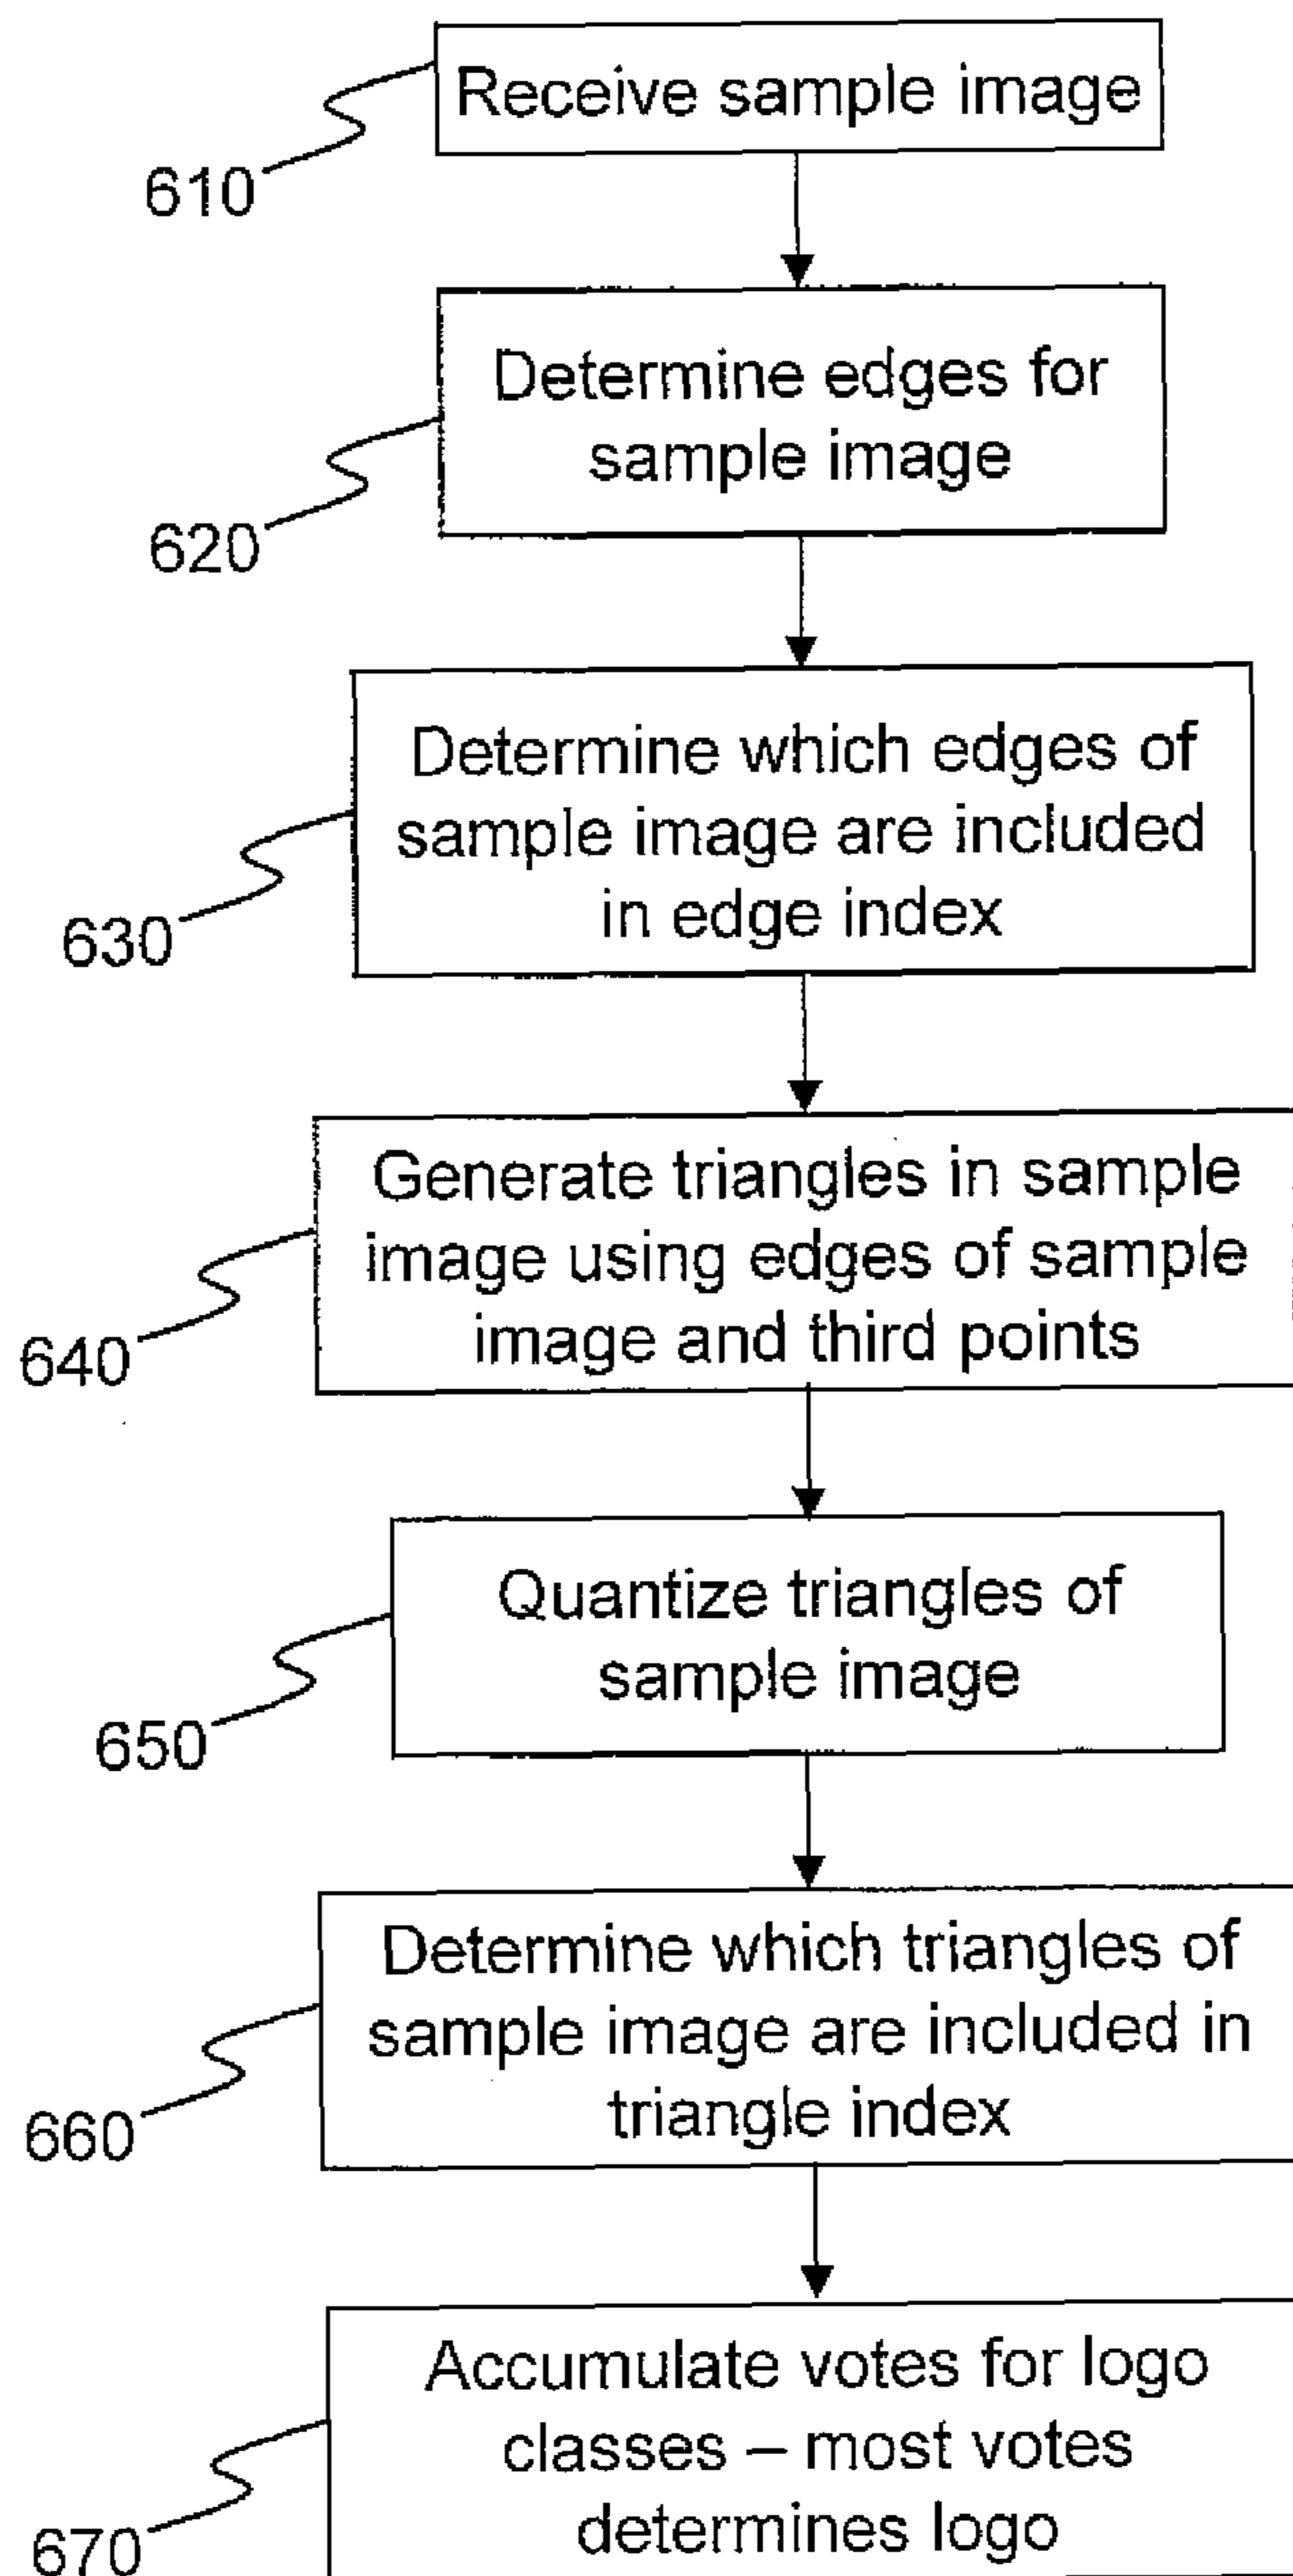 Receive sample image
610
Determine edges for
sample image
620
Determine which edges of
sample image are included
in edge index
630
Generate triangles in sample
image using edges of sample
image and third points
640
Quantize triangles of
sample image
650
Determine which triangles of
sample image are included in
triangle index
660
Accumulate votes for logo
classes – most votes
determines logo
670